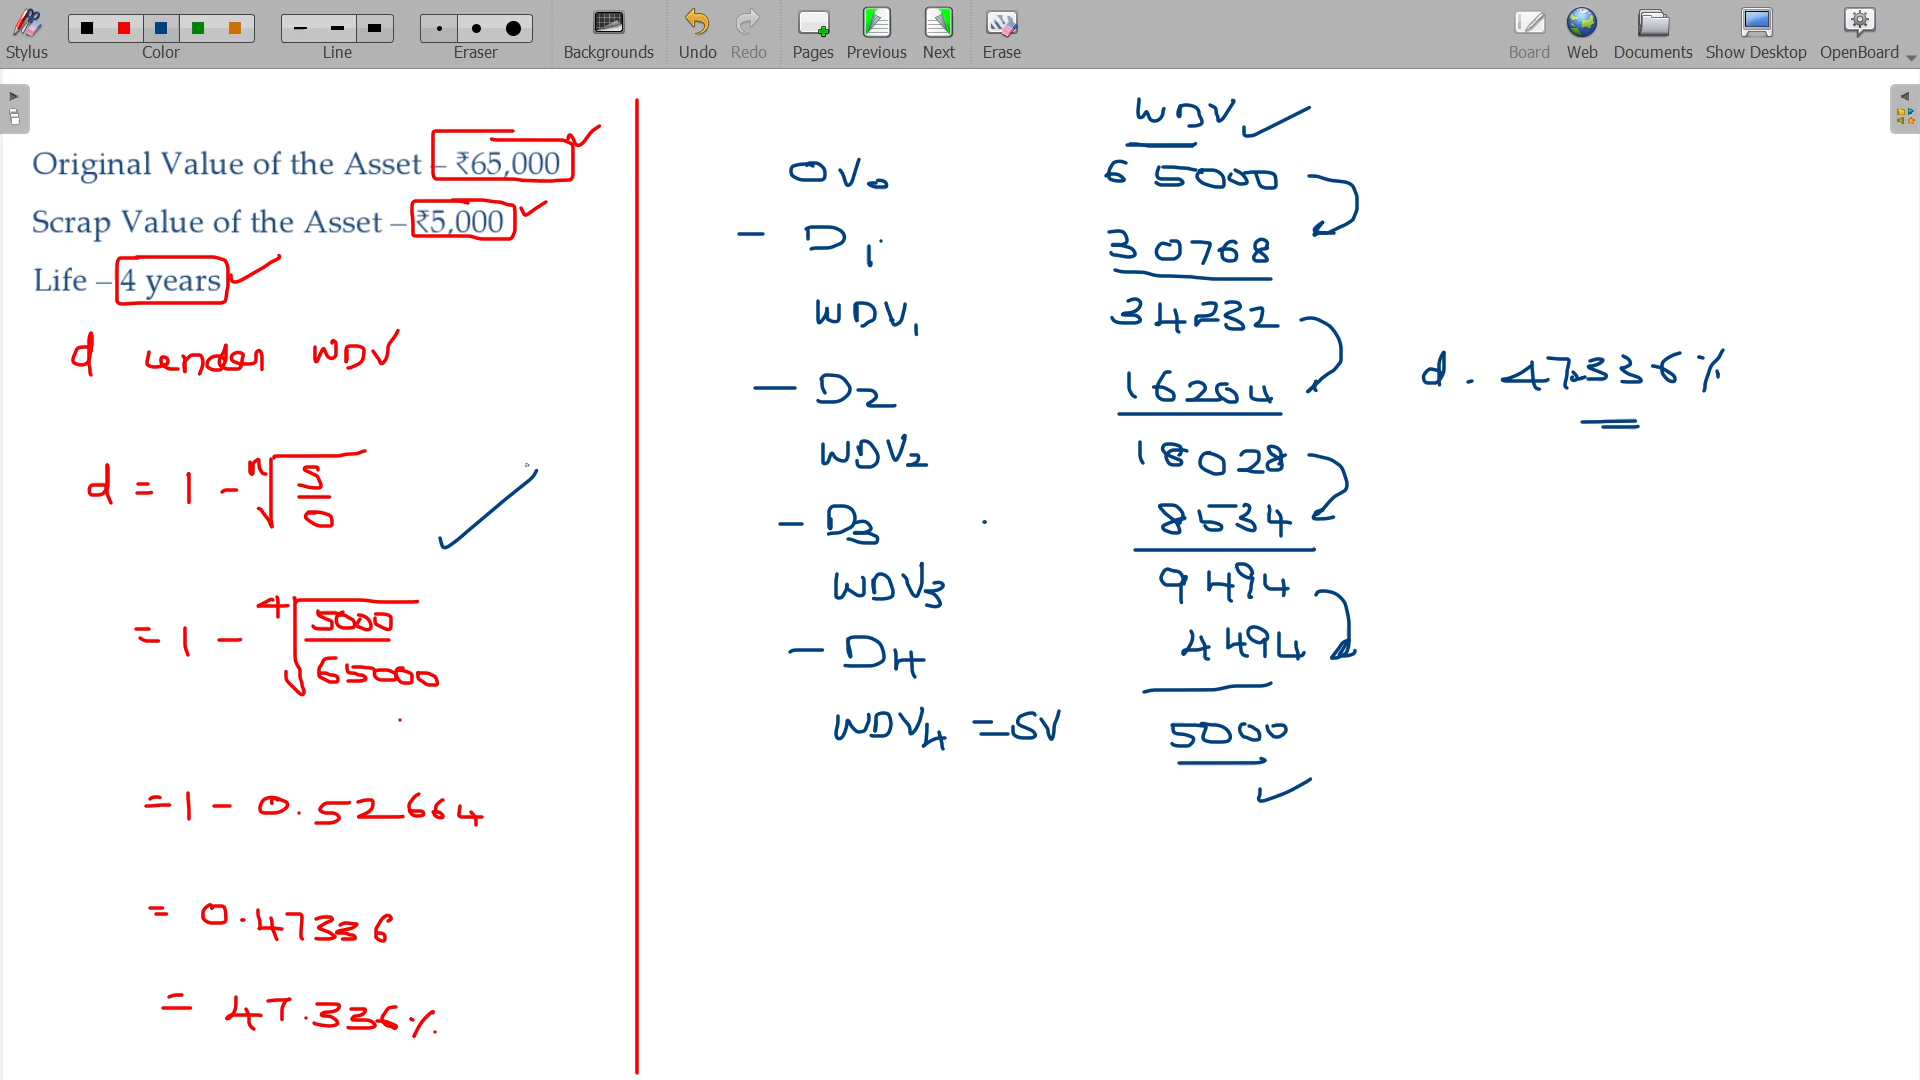 Stylus Color Line Eraser Backgrounds Undo Redo Pages Previous Next Erase Board Web Documents Show Desktop OpenBoard
Original Value of the Asset – ₹65,000
Scrap Value of the Asset – ₹5,000
Life – 4 years
d under WDV
d = 1 - n√(S/O)
= 1 - 4√(5000/65000)
= 1 - 0.52664
= 0.47336
= 47.336%
WDV
OV0 65000
- D1 30768
WDV1 34232
- D2 16204
WDV2 18028
- D3 8534
WDV3 9494
- D4 4494
WDV4 = SV 5000
d. 47.336%